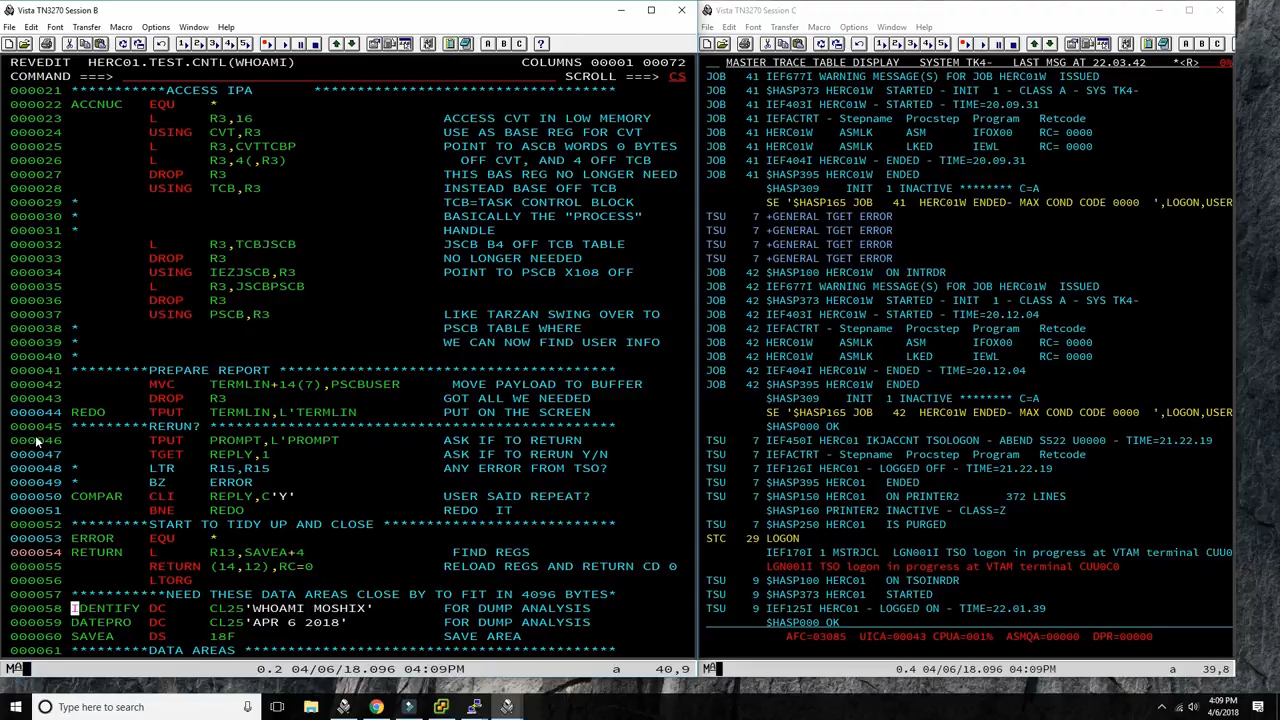 Vista TN3270 Session B
File Edit Font Transfer Macro Options Window Help
REVEDIT HERC01.TEST.CNTL(WHOAMI) COLUMNS 00001 00072
COMMAND ===> SCROLL ===> CS
000021 ***********ACCESS IPA *************************************
000022 ACCNUC EQU *
000023 L R3,16 ACCESS CVT IN LOW MEMORY
000024 USING CVT,R3 USE AS BASE REG FOR CVT
000025 L R3,CVTTCBP POINT TO ASCB WORDS 0 BYTES
000026 L R3,4(,R3) OFF CVT, AND 4 OFF TCB
000027 DROP R3 THIS BAS REG NO LONGER NEED
000028 USING TCB,R3 INSTEAD BASE OFF TCB
000029 * TCB=TASK CONTROL BLOCK
000030 * BASICALLY THE "PROCESS"
000031 * HANDLE
000032 L R3,TCBJSCB JSCB B4 OFF TCB TABLE
000033 DROP R3 NO LONGER NEEDED
000034 USING IEZJSCB,R3 POINT TO PSCB X108 OFF
000035 L R3,JSCBPSCB
000036 DROP R3
000037 USING PSCB,R3 LIKE TARZAN SWING OVER TO
000038 * PSCB TABLE WHERE
000039 * WE CAN NOW FIND USER INFO
000040 *
000041 *********PREPARE REPORT ****************************************
000042 MVC TERMLIN+14(7),PSCBUSER MOVE PAYLOAD TO BUFFER
000043 DROP R3 GOT ALL WE NEEDED
000044 REDO TPUT TERMLIN,L'TERMLIN PUT ON THE SCREEN
000045 *********RERUN? ************************************************
000046 TPUT PROMPT,L'PROMPT ASK IF TO RETURN
000047 TGET REPLY,1 ASK IF TO RERUN Y/N
000048 * LTR R15,R15 ANY ERROR FROM TSO?
000049 * BZ ERROR
000050 COMPAR CLI REPLY,C'Y' USER SAID REPEAT?
000051 BNE REDO REDO IT
000052 *********START TO TIDY UP AND CLOSE ****************************
000053 ERROR EQU *
000054 RETURN L R13,SAVEA+4 FIND REGS
000055 RETURN (14,12),RC=0 RELOAD REGS AND RETURN CD 0
000056 LTORG
000057 ***********NEED THESE DATA AREAS CLOSE BY TO FIT IN 4096 BYTES*
000058 IDENTIFY DC CL25'WHOAMI MOSHIX' FOR DUMP ANALYSIS
000059 DATEPRO DC CL25'APR 6 2018' FOR DUMP ANALYSIS
000060 SAVEA DS 18F SAVE AREA
000061 *********DATA AREAS ********************************************
MA 0.2 04/06/18.096 04:09PM a 40,9
Vista TN3270 Session C
File Edit Font Transfer Macro Options Window Help
MASTER TRACE TABLE DISPLAY SYSTEM TK4- LAST MSG AT 22.03.42 *<R> 0%
JOB 41 IEF677I WARNING MESSAGE(S) FOR JOB HERC01W ISSUED
JOB 41 $HASP373 HERC01W STARTED - INIT 1 - CLASS A - SYS TK4-
JOB 41 IEF403I HERC01W - STARTED - TIME=20.09.31
JOB 41 IEFACTRT - Stepname Procstep Program Retcode
JOB 41 HERC01W ASMLK ASM IFOX00 RC= 0000
JOB 41 HERC01W ASMLK LKED IEWL RC= 0000
JOB 41 IEF404I HERC01W - ENDED - TIME=20.09.31
JOB 41 $HASP395 HERC01W ENDED
$HASP309 INIT 1 INACTIVE ******** C=A
SE '$HASP165 JOB 41 HERC01W ENDED- MAX COND CODE 0000 ',LOGON,USER
TSU 7 +GENERAL TGET ERROR
TSU 7 +GENERAL TGET ERROR
TSU 7 +GENERAL TGET ERROR
TSU 7 +GENERAL TGET ERROR
JOB 42 $HASP373 HERC01W ON INTRDR
JOB 42 IEF677I WARNING MESSAGE(S) FOR JOB HERC01W ISSUED
JOB 42 $HASP373 HERC01W STARTED - INIT 1 - CLASS A - SYS TK4-
JOB 42 IEF403I HERC01W - STARTED - TIME=20.12.04
JOB 42 IEFACTRT - Stepname Procstep Program Retcode
JOB 42 HERC01W ASMLK ASM IFOX00 RC= 0000
JOB 42 HERC01W ASMLK LKED IEWL RC= 0000
JOB 42 IEF404I HERC01W - ENDED - TIME=20.12.04
JOB 42 $HASP395 HERC01W ENDED
$HASP309 INIT 1 INACTIVE ******** C=A
SE '$HASP165 JOB 42 HERC01W ENDED- MAX COND CODE 0000 ',LOGON,USER
$HASP000 OK
TSU 7 IEF450I HERC01 IKJACCNT TSOLOGON - ABEND S522 U0000 - TIME=21.22.19
TSU 7 IEFACTRT - Stepname Procstep Program Retcode
TSU 7 IEF126I HERC01 - LOGGED OFF - TIME=21.22.19
TSU 7 $HASP395 HERC01 ENDED
TSU 7 $HASP150 HERC01 ON PRINTER2 372 LINES
$HASP160 PRINTER2 INACTIVE - CLASS=Z
TSU 7 $HASP250 HERC01 IS PURGED
STC 29 LOGON
IEF170I 1 MSTRJCL LGN001I TSO logon in progress at VTAM terminal CUU0
LGN001I TSO logon in progress at VTAM terminal CUU0C0
TSU 9 $HASP100 HERC01 ON TSOINRDR
TSU 9 $HASP373 HERC01 STARTED
TSU 9 IEF125I HERC01 - LOGGED ON - TIME=22.01.39
$HASP000 OK
AFC=03085 UICA=00043 CPUA=001% ASMQA=00000 DPR=00000
MA 0.4 04/06/18.096 04:09PM a 39,8
Type here to search
4:09 PM
4/6/2018